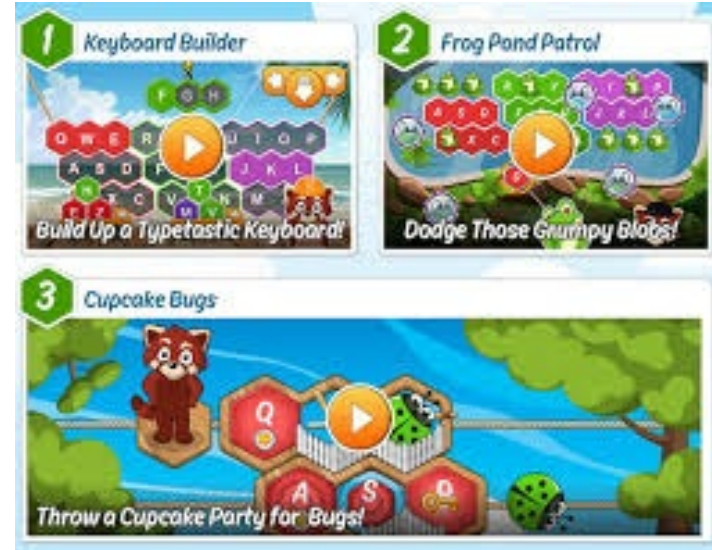 1 Keyboard Builder
F G H
Q W E R U I O P
A S D F J K L
C V N M
Build Up a Typetastic Keyboard!
2 Frog Pond Patrol
A S D
Dodge Those Grumpy Blobs!
3 Cupcake Bugs
Q
A S
Throw a Cupcake Party for Bugs!